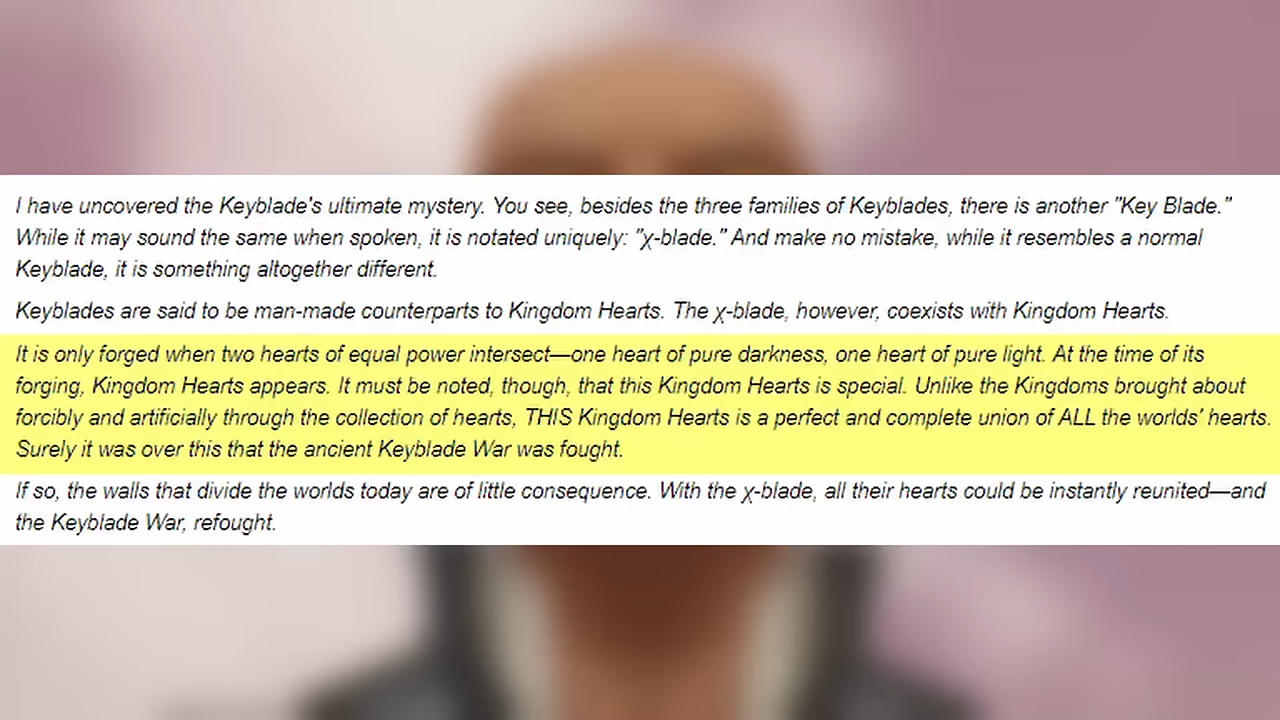 I have uncovered the Keyblade's ultimate mystery. You see, besides the three families of Keyblades, there is another "Key Blade."
While it may sound the same when spoken, it is notated uniquely: "χ-blade." And make no mistake, while it resembles a normal
Keyblade, it is something altogether different.
Keyblades are said to be man-made counterparts to Kingdom Hearts. The χ-blade, however, coexists with Kingdom Hearts.
It is only forged when two hearts of equal power intersect—one heart of pure darkness, one heart of pure light. At the time of its
forging, Kingdom Hearts appears. It must be noted, though, that this Kingdom Hearts is special. Unlike the Kingdoms brought about
forcibly and artificially through the collection of hearts, THIS Kingdom Hearts is a perfect and complete union of ALL the worlds' hearts.
Surely it was over this that the ancient Keyblade War was fought.
If so, the walls that divide the worlds today are of little consequence. With the χ-blade, all their hearts could be instantly reunited—and
the Keyblade War, refought.